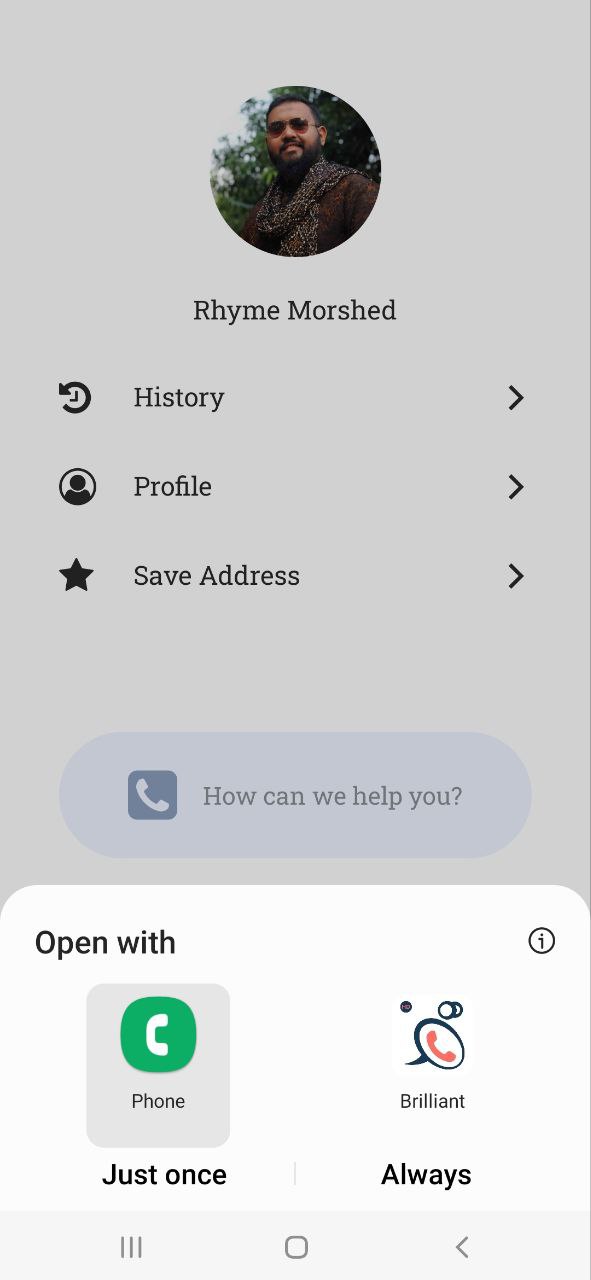 Rhyme Morshed
History
Profile
Save Address
How can we help you?
Open with
Phone
Brilliant
Just once
Always